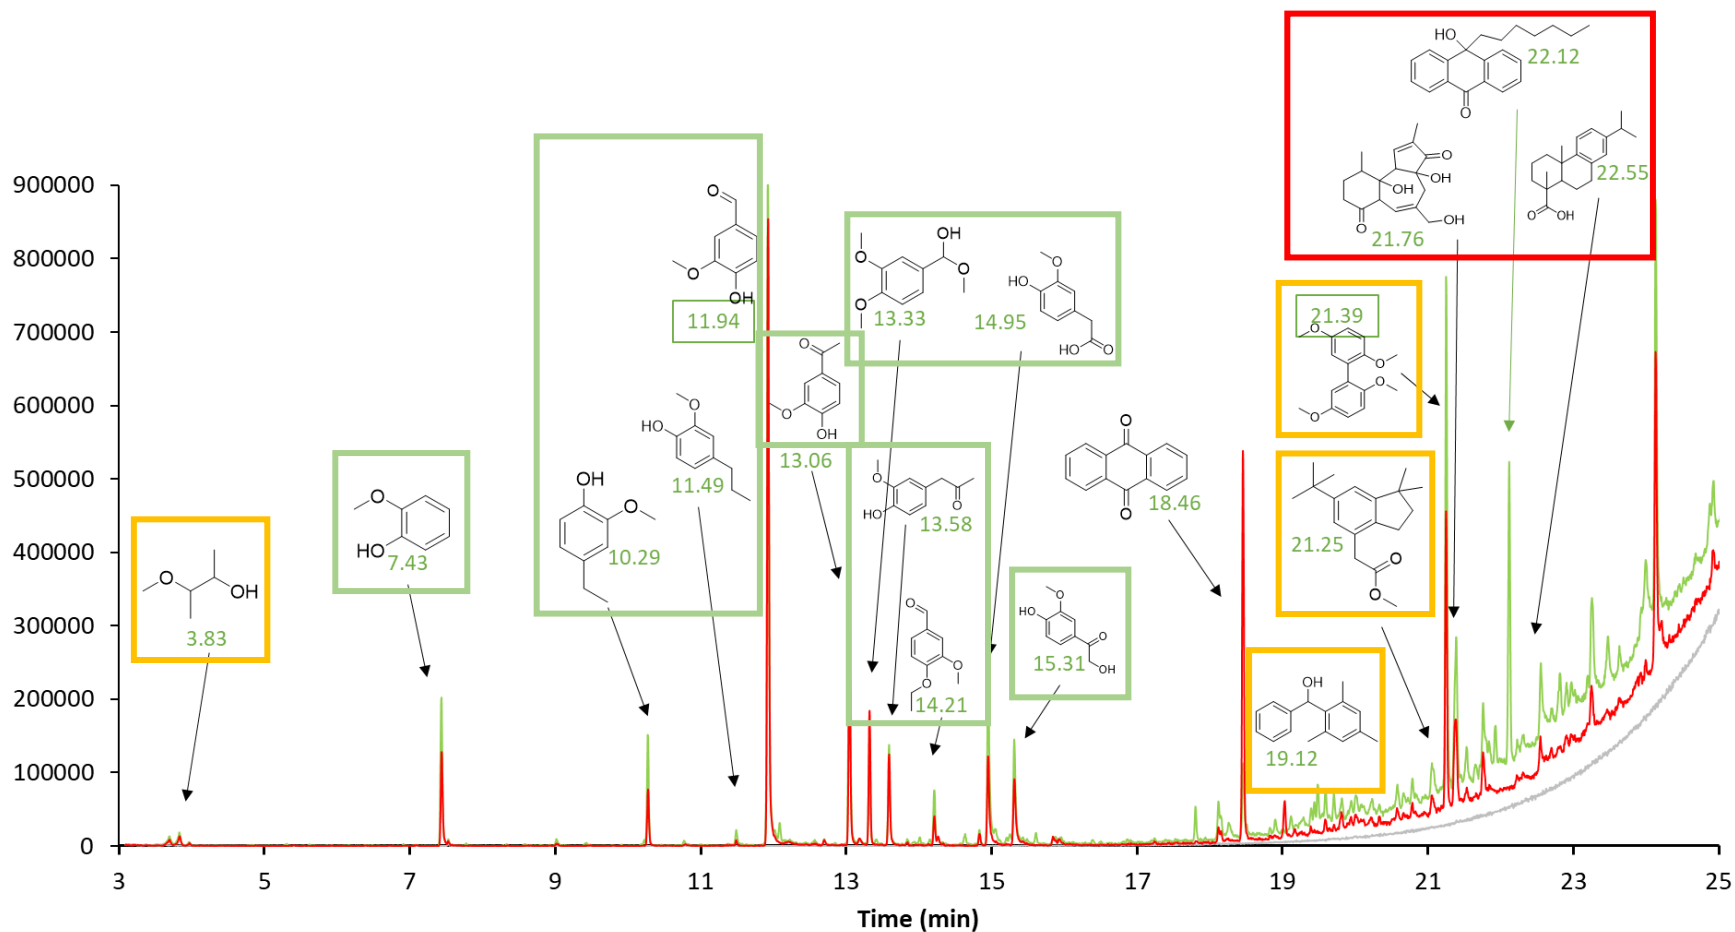 HO
22.12
O
O
OH
HO
OH
O
21.76
22.55
O
OH
900000
800000
700000
600000
500000
400000
300000
200000
100000
0
O
O
OH
11.94
O
HO
11.49
OH
O
10.29
O
HO
7.43
O
OH
3.83
OH
O
O
O
13.33
14.95
O
HO
HO
O
O
O
OH
13.06
O
HO
O
13.58
O
O
O
14.21
O
HO
O
OH
15.31
O
O
18.46
21.39
O
O
O
O
21.25
O
O
OH
19.12
3
5
7
9
11
13
15
17
19
21
23
25
Time (min)